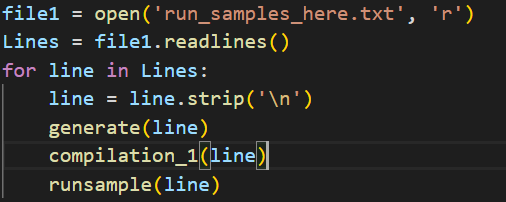 file1 = open('run_samples_here.txt', 'r')
Lines = file1.readlines()
for line in Lines:
    line = line.strip('\n')
    generate(line)
    compilation_1(line)
    runsample(line)